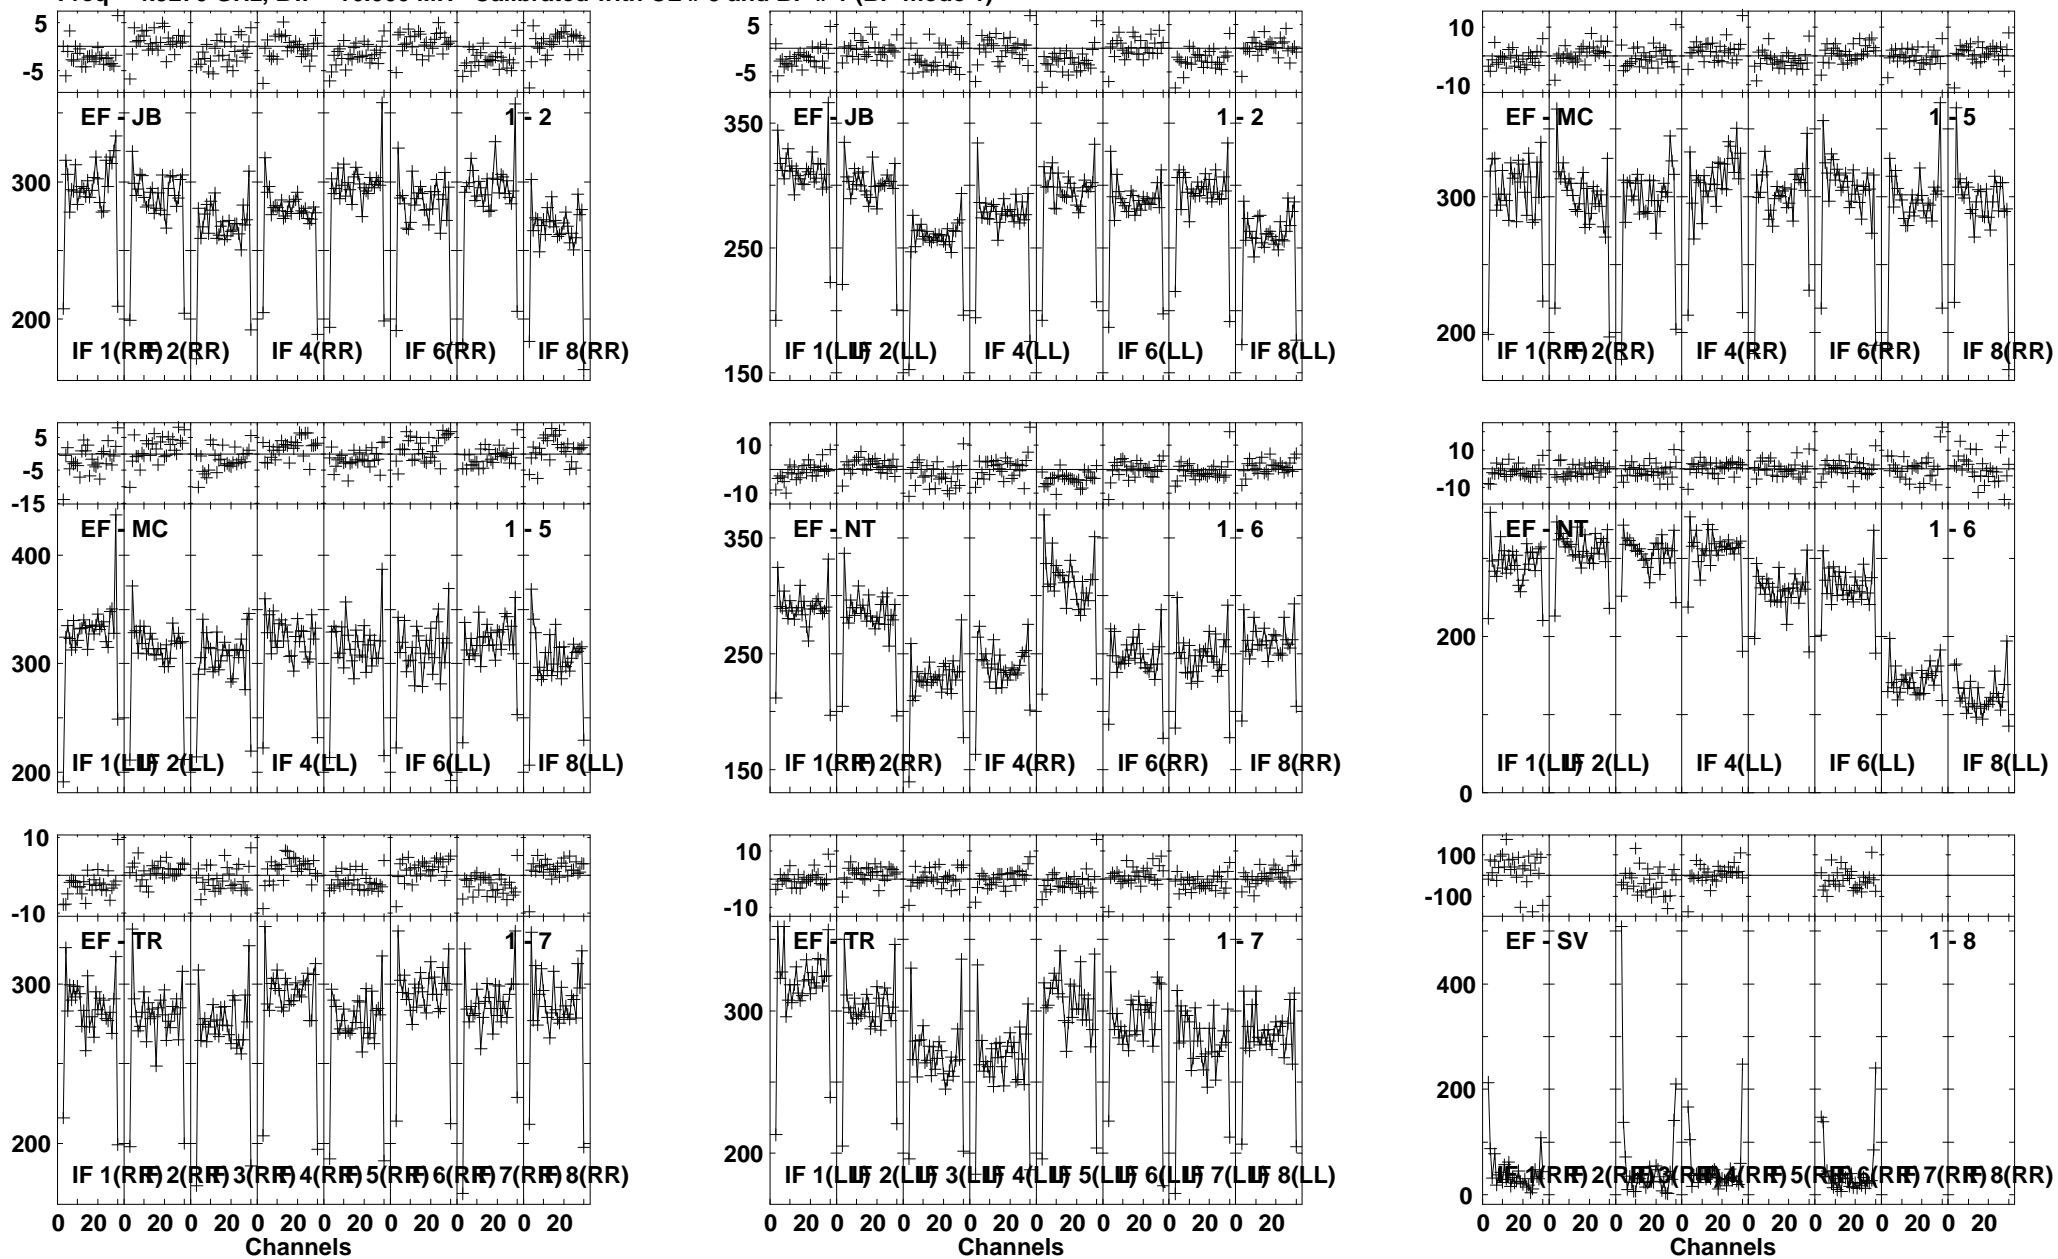 5
-5
EF - JB
1 - 2
300
200
IF 1(RR) IF 2(RR) IF 4(RR) IF 6(RR) IF 8(RR)
5
-5
EF - JB
1 - 2
350
250
150
IF 1(LL) IF 2(LL) IF 4(LL) IF 6(LL) IF 8(LL)
10
-10
EF - MC
1 - 5
300
200
IF 1(RR) IF 2(RR) IF 4(RR) IF 6(RR) IF 8(RR)
5
-5
-15
EF - MC
1 - 5
400
300
200
IF 1(LL) IF 2(LL) IF 4(LL) IF 6(LL) IF 8(LL)
10
-10
EF - NT
1 - 6
350
250
150
IF 1(RR) IF 2(RR) IF 4(RR) IF 6(RR) IF 8(RR)
10
-10
EF - NT
1 - 6
200
0
IF 1(LL) IF 2(LL) IF 4(LL) IF 6(LL) IF 8(LL)
10
-10
EF - TR
1 - 7
300
200
IF 1(RR) IF 2(RR) IF 3(RR) IF 4(RR) IF 5(RR) IF 6(RR) IF 7(RR) IF 8(RR)
0 20 0 20 0 20 0 20 0 20 0 20 0 20 0 20
Channels
10
-10
EF - TR
1 - 7
300
200
IF 1(LL) IF 2(LL) IF 3(LL) IF 4(LL) IF 5(LL) IF 6(LL) IF 7(LL) IF 8(LL)
0 20 0 20 0 20 0 20 0 20 0 20 0 20 0 20
Channels
100
-100
EF - SV
1 - 8
400
200
0
IF 1(RR) IF 2(RR) IF 3(RR) IF 4(RR) IF 5(RR) IF 6(RR) IF 7(RR) IF 8(RR)
0 20 0 20 0 20 0 20 0 20 0 20 0 20 0 20
Channels